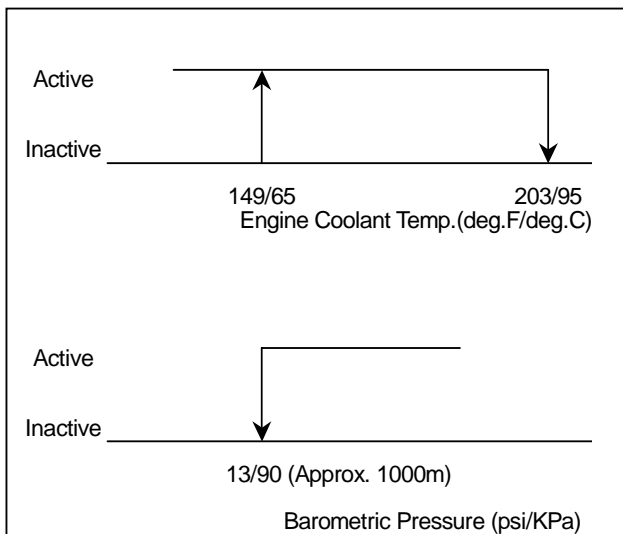 Active
Inactive
149/65 203/95
Engine Coolant Temp.(deg.F/deg.C)
Active
Inactive
13/90 (Approx. 1000m)
Barometric Pressure (psi/KPa)